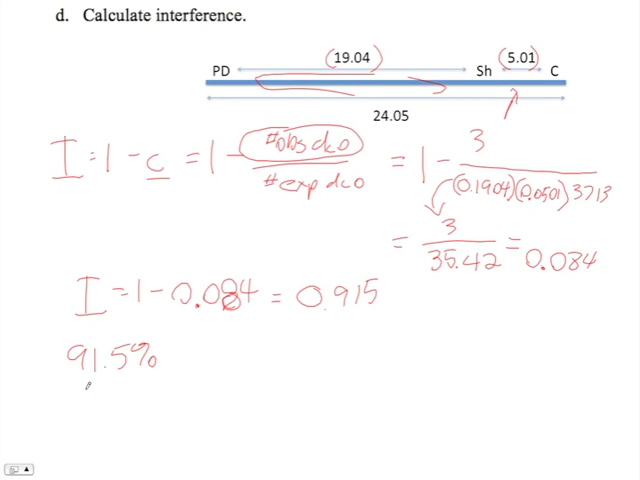 d. Calculate interference.
(19.04) (5.01)
PD Sh C
24.05
I = 1 - c = 1 - #obs dco / #exp dco = 1 - 3 / (0.1904)(0.0501) 3713
= 3 / 35.42 = 0.084
I = 1 - 0.084 = 0.915
91.5%